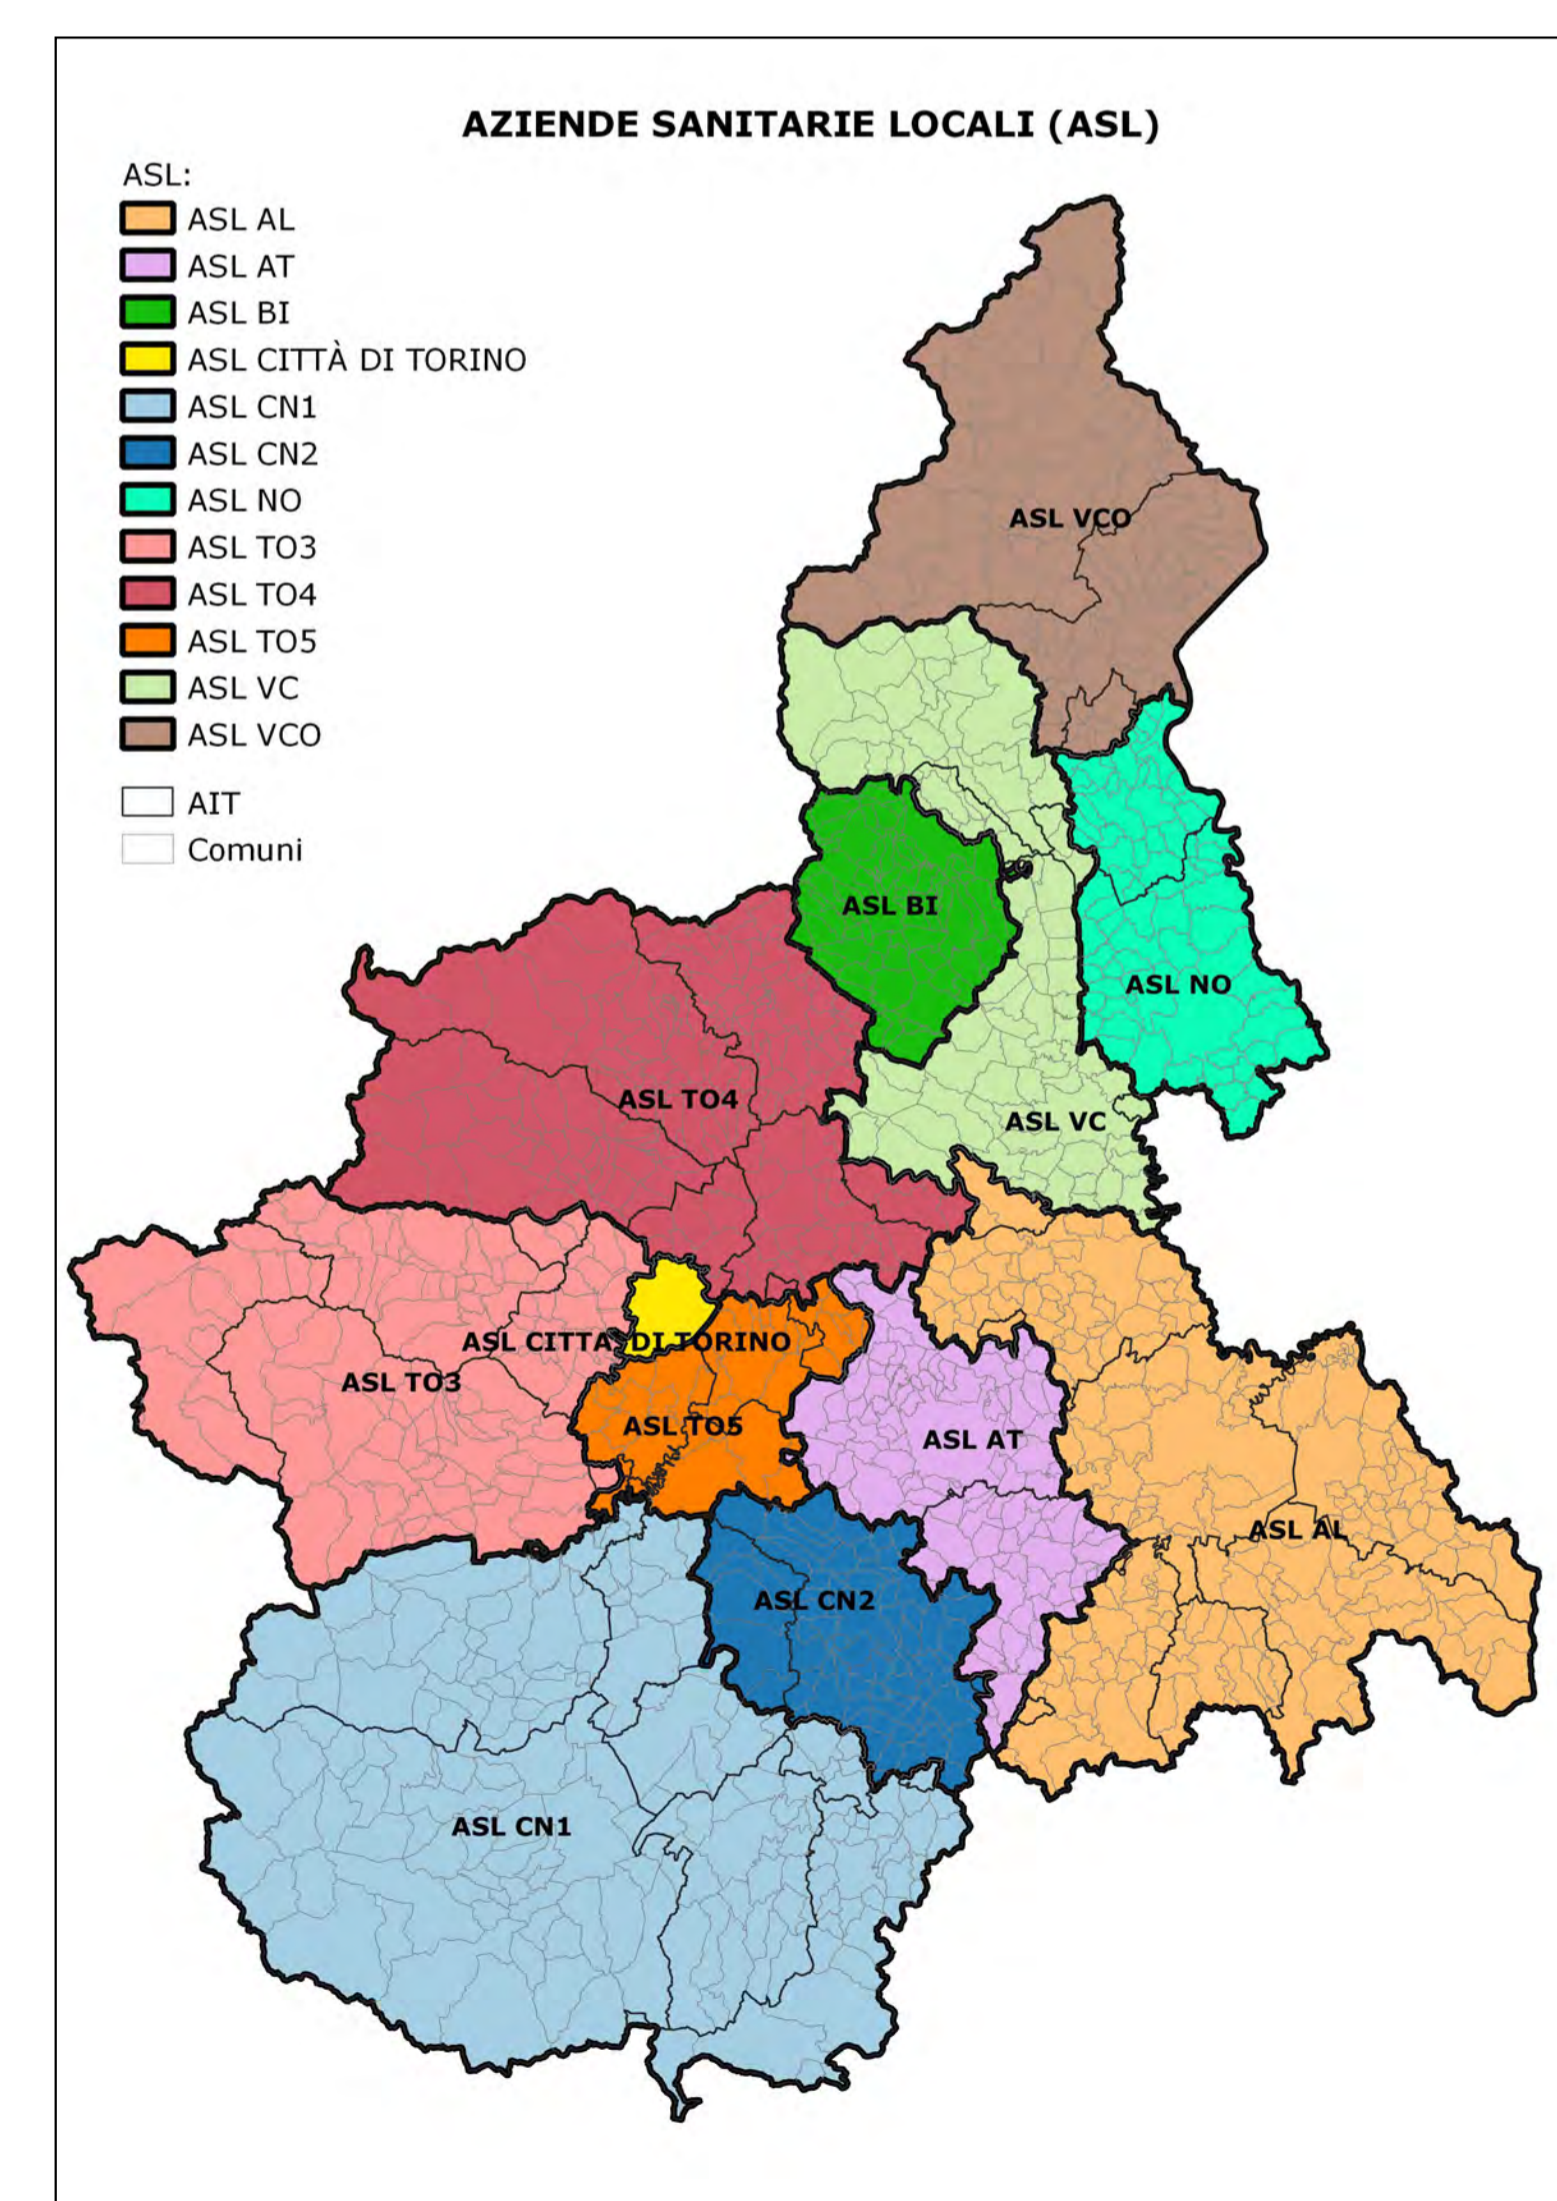 AZIENDE SANITARIE LOCALI (ASL)
ASL:
ASL AL
ASL AT
ASL BI
ASL CITTÀ DI TORINO
ASL CN1
ASL CN2
ASL NO
ASL TO3
ASL TO4
ASL TO5
ASL VC
ASL VCO
AIT
Comuni
ASL VCO
ASL BI
ASL NO
ASL TO4
ASL VC
ASL CITTÀ DI TORINO
ASL TO3
ASL TO5
ASL AT
ASL AL
ASL CN2
ASL CN1